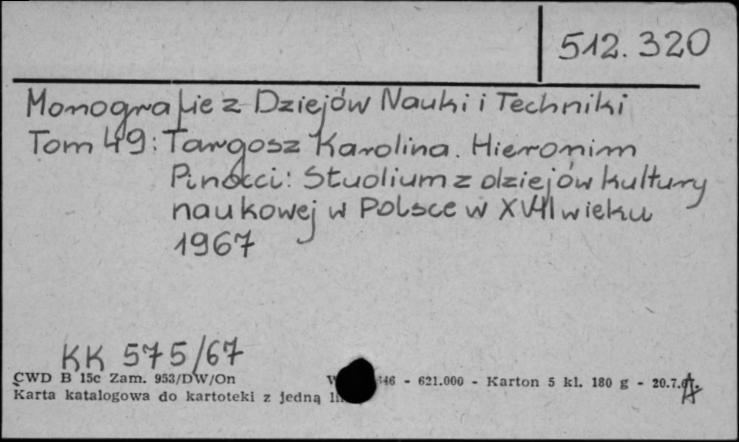 512.320
Monografie z Dziejów Nauki i Techniki
Tom 49: Targosz Karolina. Hieronim
Pinocci: Studium z dziejów kultury
naukowej w Polsce w XVII wieku
1967
KK 575/67
CWD B 15c Zam. 953/DW/On 46 - 621.000 - Karton 5 kl. 180 g -
Karta katalogowa do kartoteki z jedną